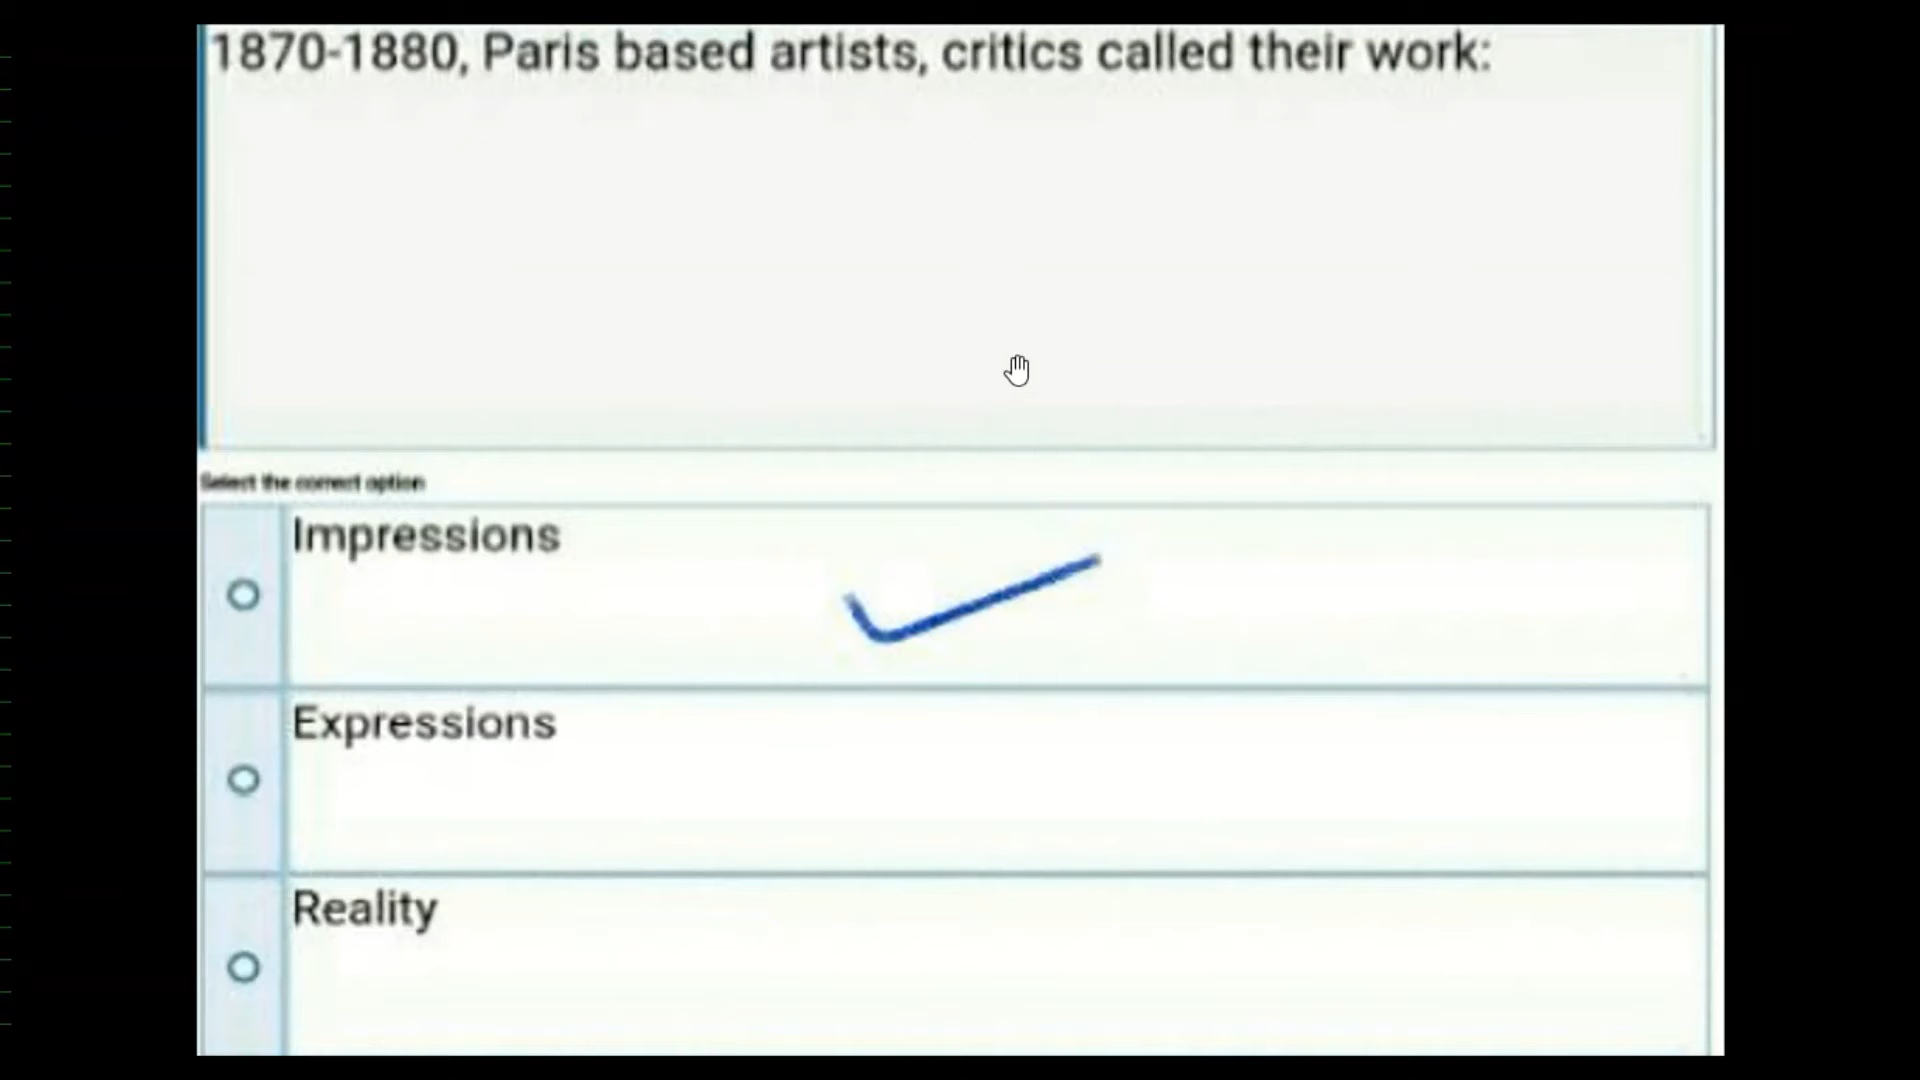 1870-1880, Paris based artists, critics called their work:
Select the correct option
Impressions
Expressions
Reality